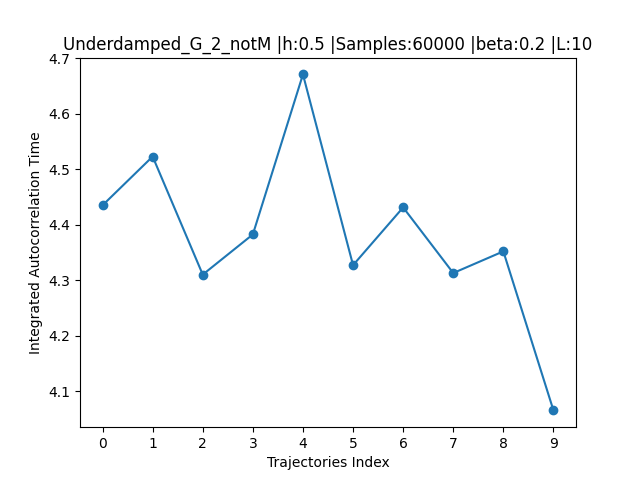 Underdamped_G_2_notM |h:0.5 |Samples:60000 |beta:0.2 |L:10
4.7
4.6
4.5
4.4
4.3
4.2
4.1
Integrated Autocorrelation Time
0 1 2 3 4 5 6 7 8 9
Trajectories Index